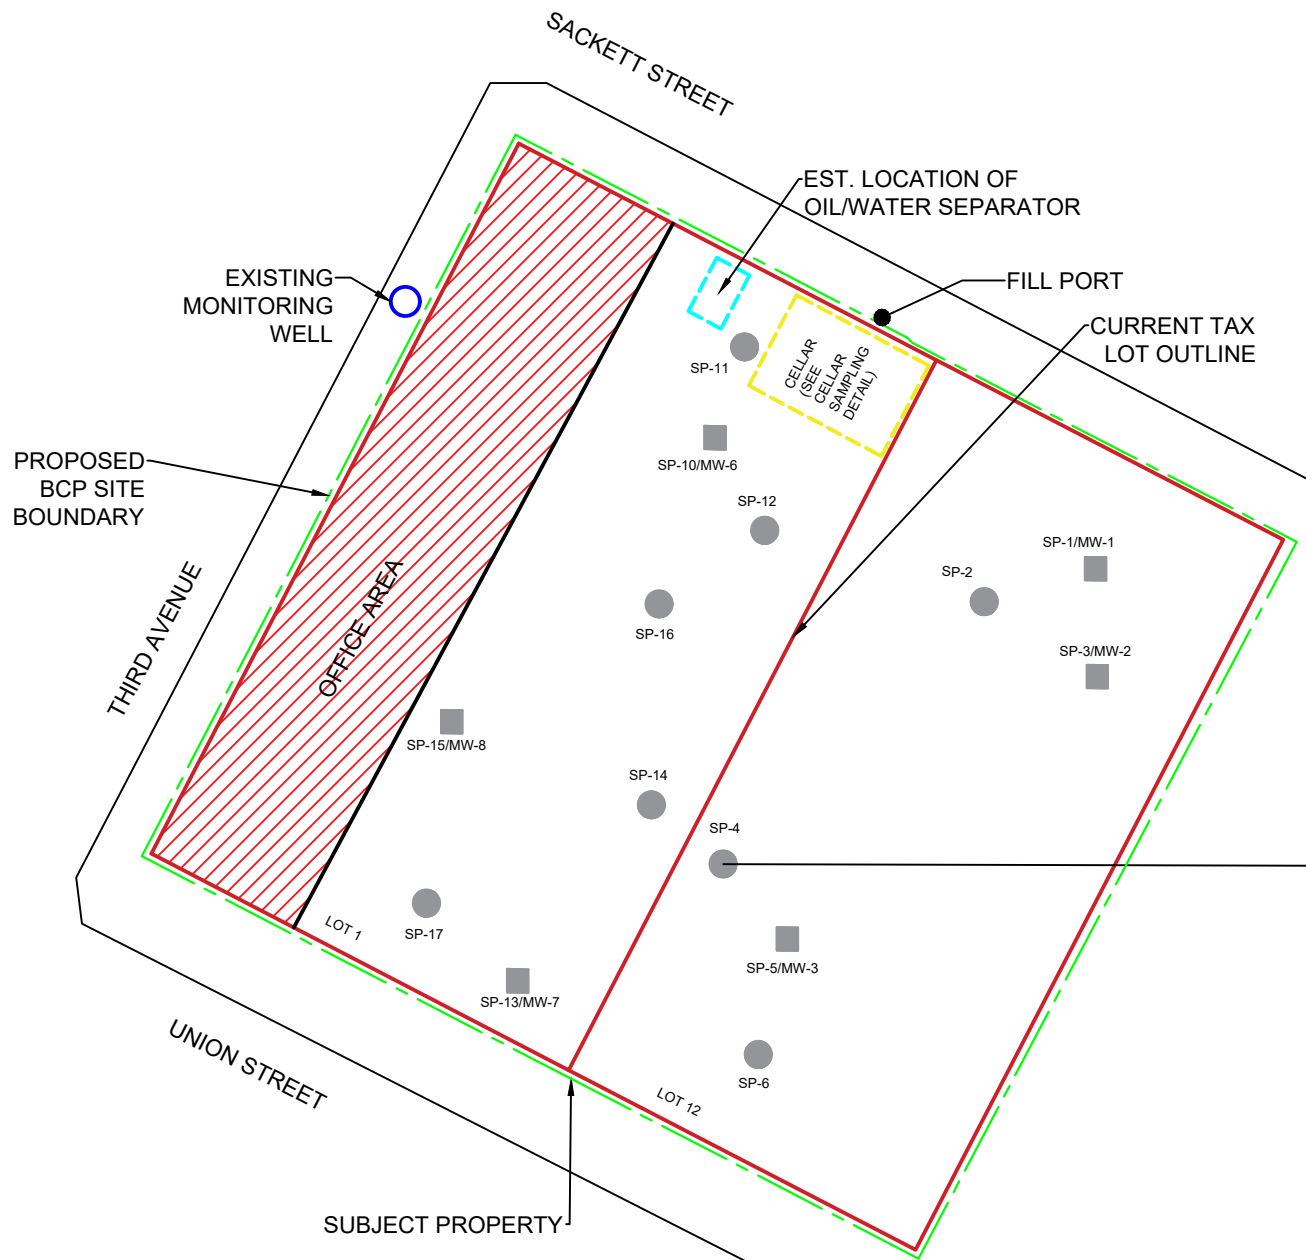 SACKETT STREET
EST. LOCATION OF
OIL/WATER SEPARATOR
EXISTING
MONITORING
WELL
FILL PORT
CURRENT TAX
LOT OUTLINE
SP-11
CELLAR
(SEE
CELLAR
SAMPLING
DETAIL)
SP-10/MW-6
PROPOSED
BCP SITE
BOUNDARY
SP-12
SP-1/MW-1
SP-2
THIRD AVENUE
OFFICE AREA
SP-16
SP-3/MW-2
SP-15/MW-8
SP-14
SP-4
LOT 1
SP-17
SP-5/MW-3
SP-13/MW-7
UNION STREET
SP-6
LOT 12
SUBJECT PROPERTY